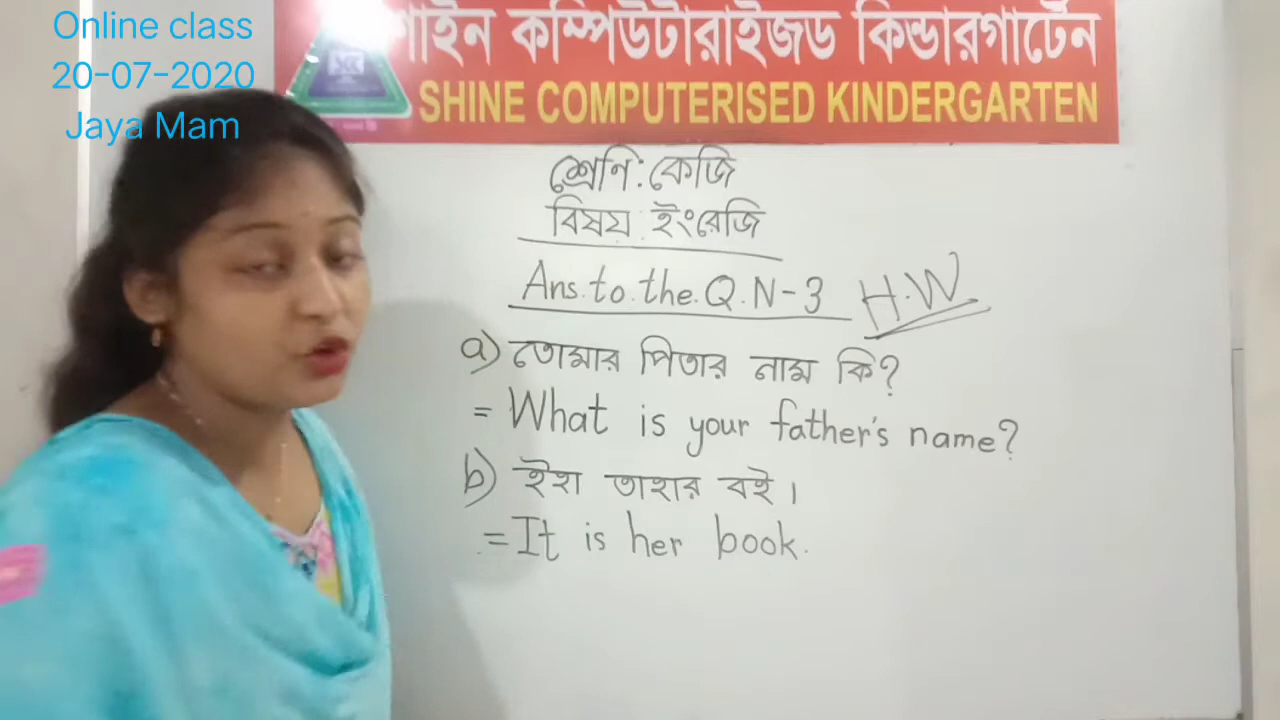 Online class
20-07-2020
Jaya Mam
শাইন কম্পিউটারাইজড কিন্ডারগার্টেন
SHINE COMPUTERISED KINDERGARTEN
শ্রেণি: কেজি
বিষয় ইংরেজি
Ans. to. the. Q. N-3 H.W
a) তোমার পিতার নাম কি?
= What is your father's name?
b) ইহা তাহার বই।
= It is her book.